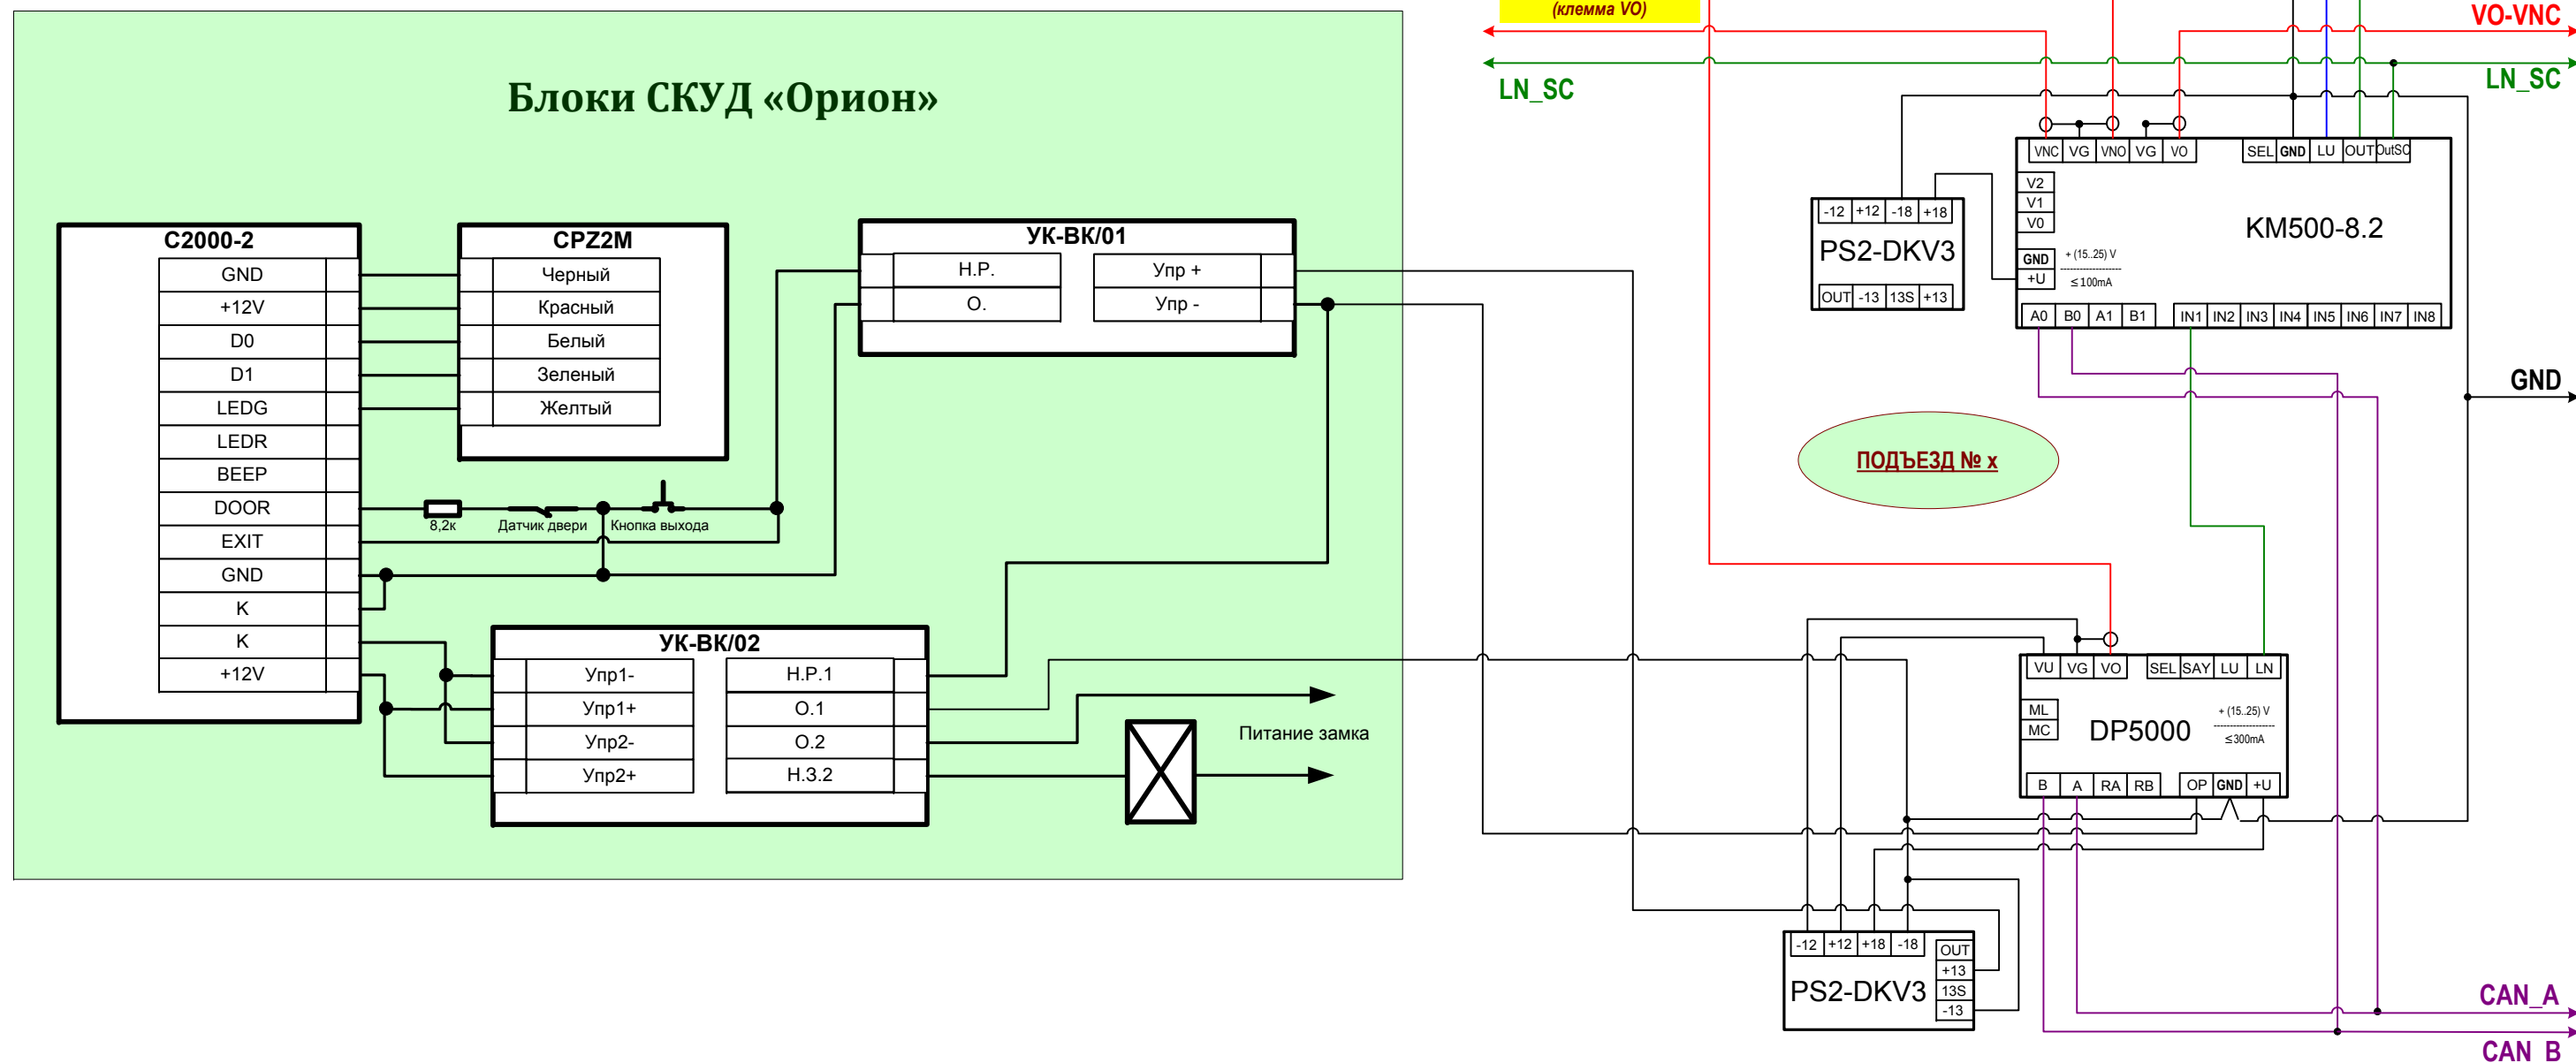 (клемма VO)
VO-VNC
LN_SC
LN_SC
Блоки СКУД «Орион»
C2000-2
GND
+12V
D0
D1
LEDG
LEDR
BEEP
DOOR
EXIT
GND
K
K
+12V
CPZ2M
Черный
Красный
Белый
Зеленый
Желтый
8,2к
Датчик двери
Кнопка выхода
УК-ВК/01
Н.Р.
О.
Упр +
Упр -
УК-ВК/02
Упр1-
Упр1+
Упр2-
Упр2+
Н.Р.1
О.1
О.2
Н.З.2
Питание замка
VNC VG VNO VG VO
SEL GND LU OUT OutSC
V2
V1
V0
GND
+U
+ (15..25) V
≤100mA
KM500-8.2
A0 B0 A1 B1
IN1 IN2 IN3 IN4 IN5 IN6 IN7 IN8
-12 +12 -18 +18
PS2-DKV3
OUT -13 13S +13
GND
ПОДЪЕЗД № x
VU VG VO
SEL SAY LU LN
ML
MC
DP5000
+ (15..25) V
≤300mA
B A RA RB
OP GND +U
-12 +12 +18 -18
OUT
+13
13S
-13
PS2-DKV3
CAN_A
CAN_B